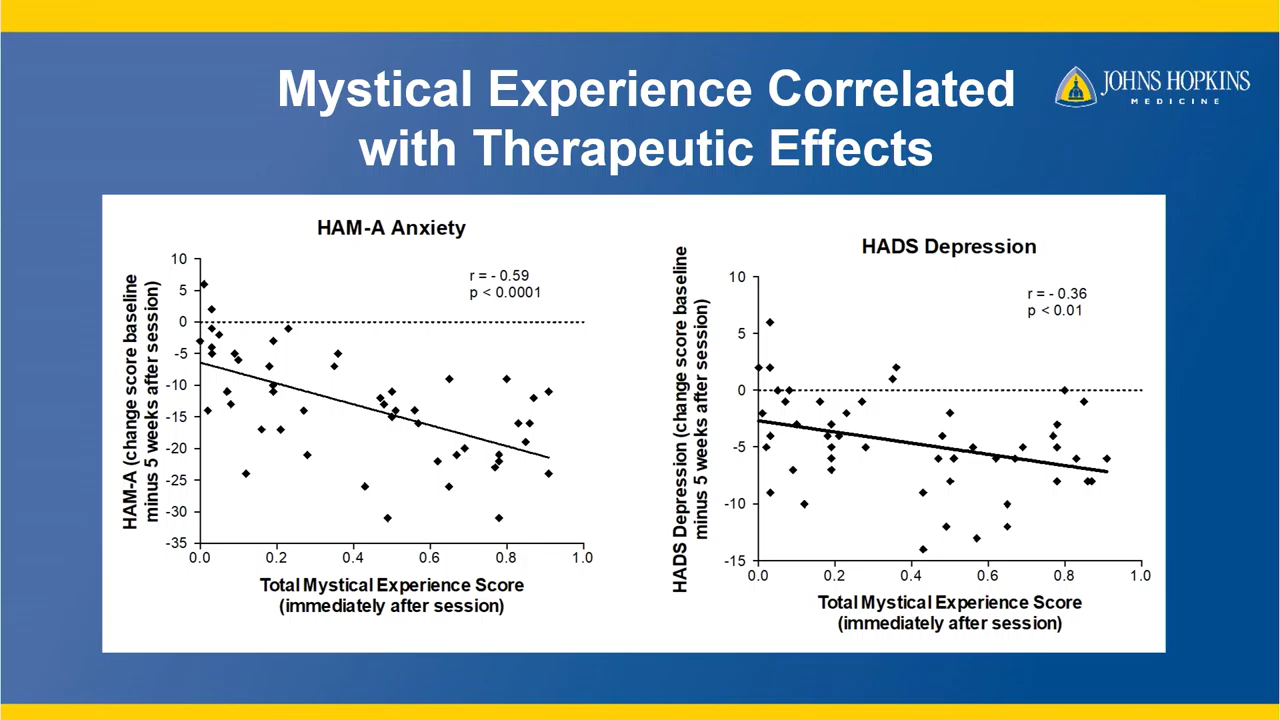 Mystical Experience Correlated
with Therapeutic Effects
JOHNS HOPKINS
MEDICINE
HAM-A Anxiety
r = - 0.59
p < 0.0001
HAM-A (change score baseline
minus 5 weeks after session)
10
5
0
-5
-10
-15
-20
-25
-30
-35
0.0 0.2 0.4 0.6 0.8 1.0
Total Mystical Experience Score
(immediately after session)
HADS Depression
r = - 0.36
p < 0.01
HADS Depression (change score baseline
minus 5 weeks after session)
10
5
0
-5
-10
-15
0.0 0.2 0.4 0.6 0.8 1.0
Total Mystical Experience Score
(immediately after session)